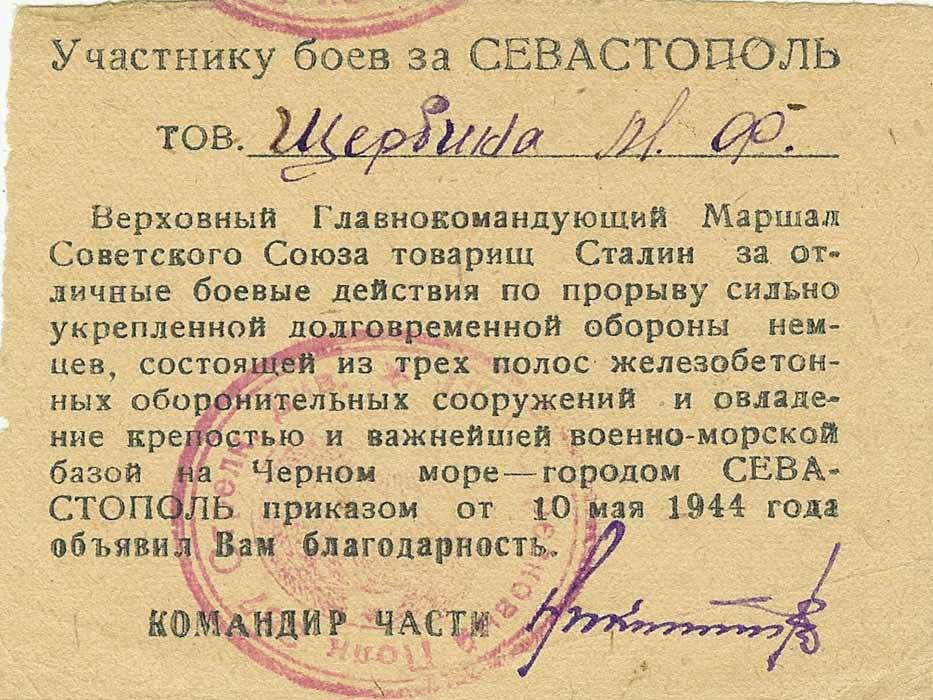 Участнику боев за СЕВАСТОПОЛЬ
тов. Щербина М. Ф.
Верховный Главнокомандующий Маршал
Советского Союза товарищ Сталин за от-
личные боевые действия по прорыву сильно
укрепленной долговременной обороны нем-
цев, состоящей из трех полос железобетон-
ных оборонительных сооружений и овладе-
ние крепостью и важнейшей военно-морской
базой на Черном море—городом СЕВА-
СТОПОЛЬ приказом от 10 мая 1944 года
объявил Вам благодарность.
КОМАНДИР ЧАСТИ